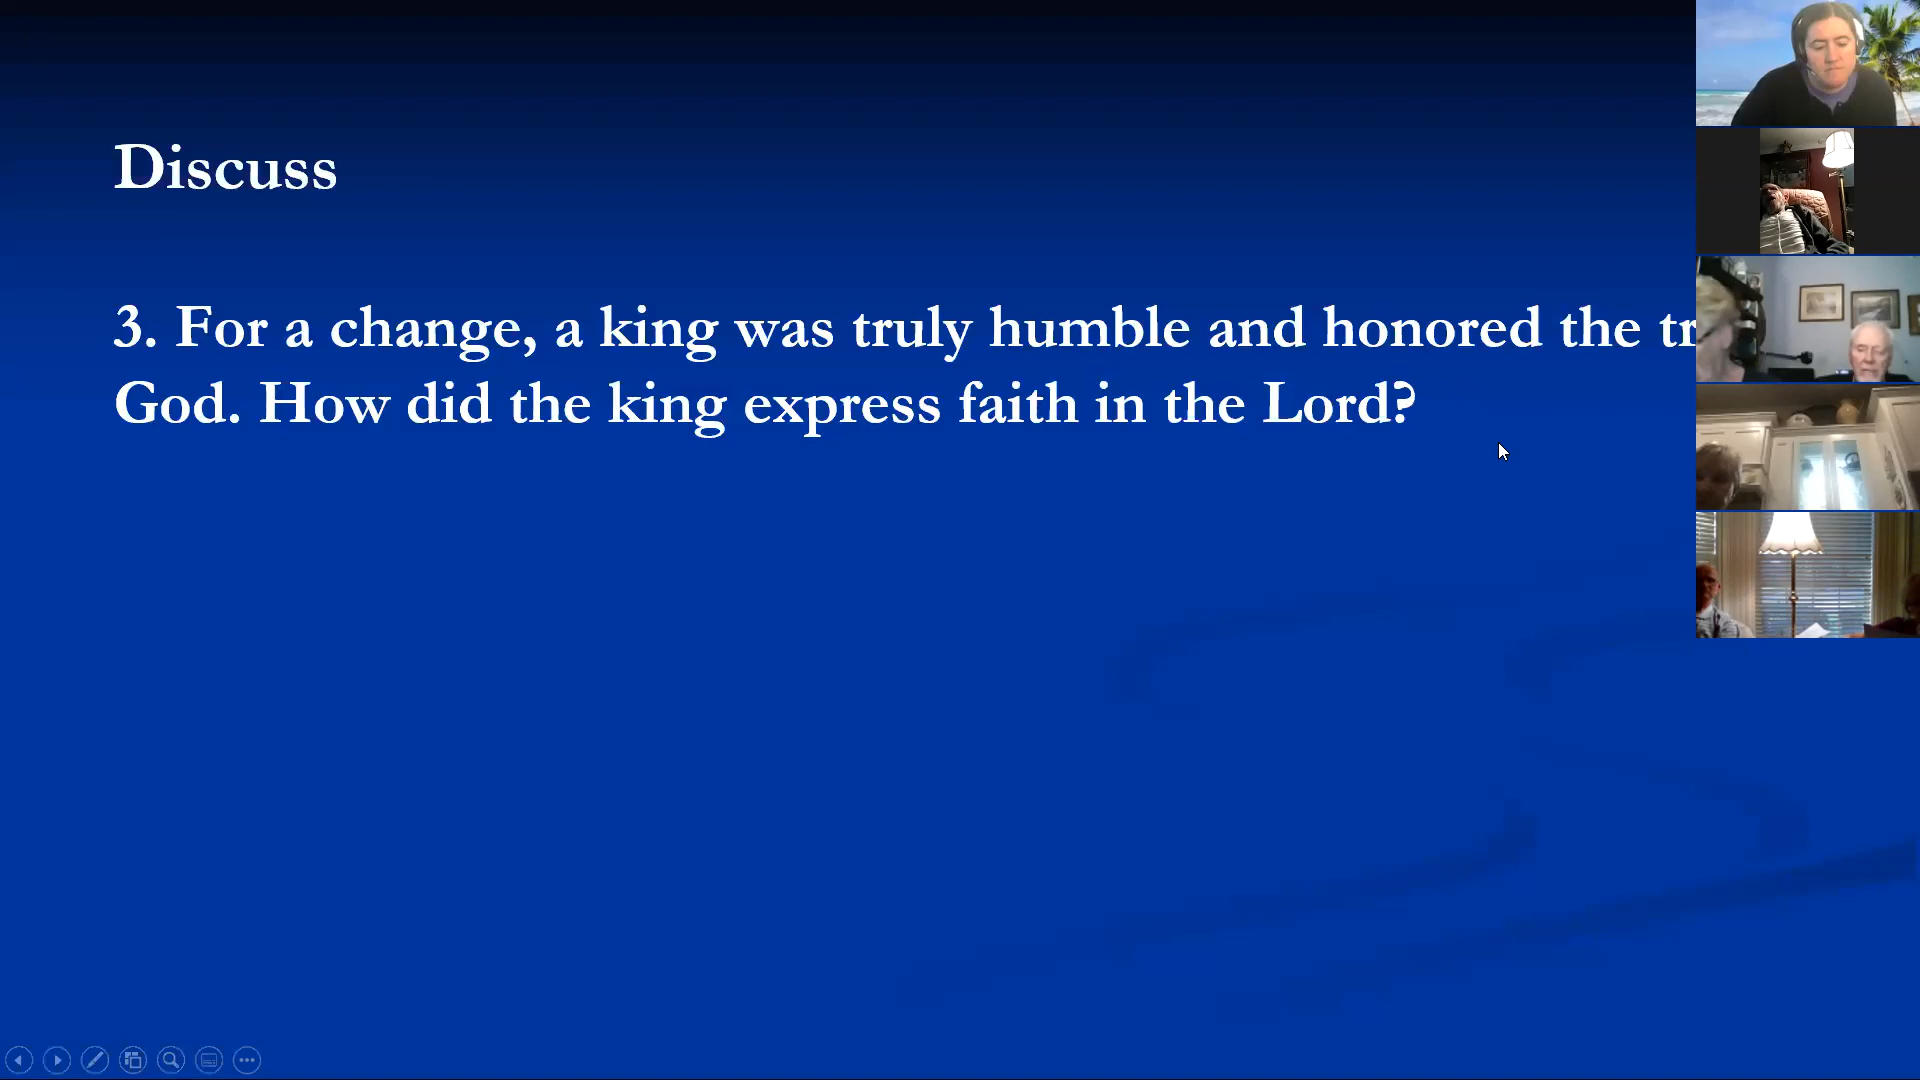 Discuss
3. For a change, a king was truly humble and honored the
God. How did the king express faith in the Lord?